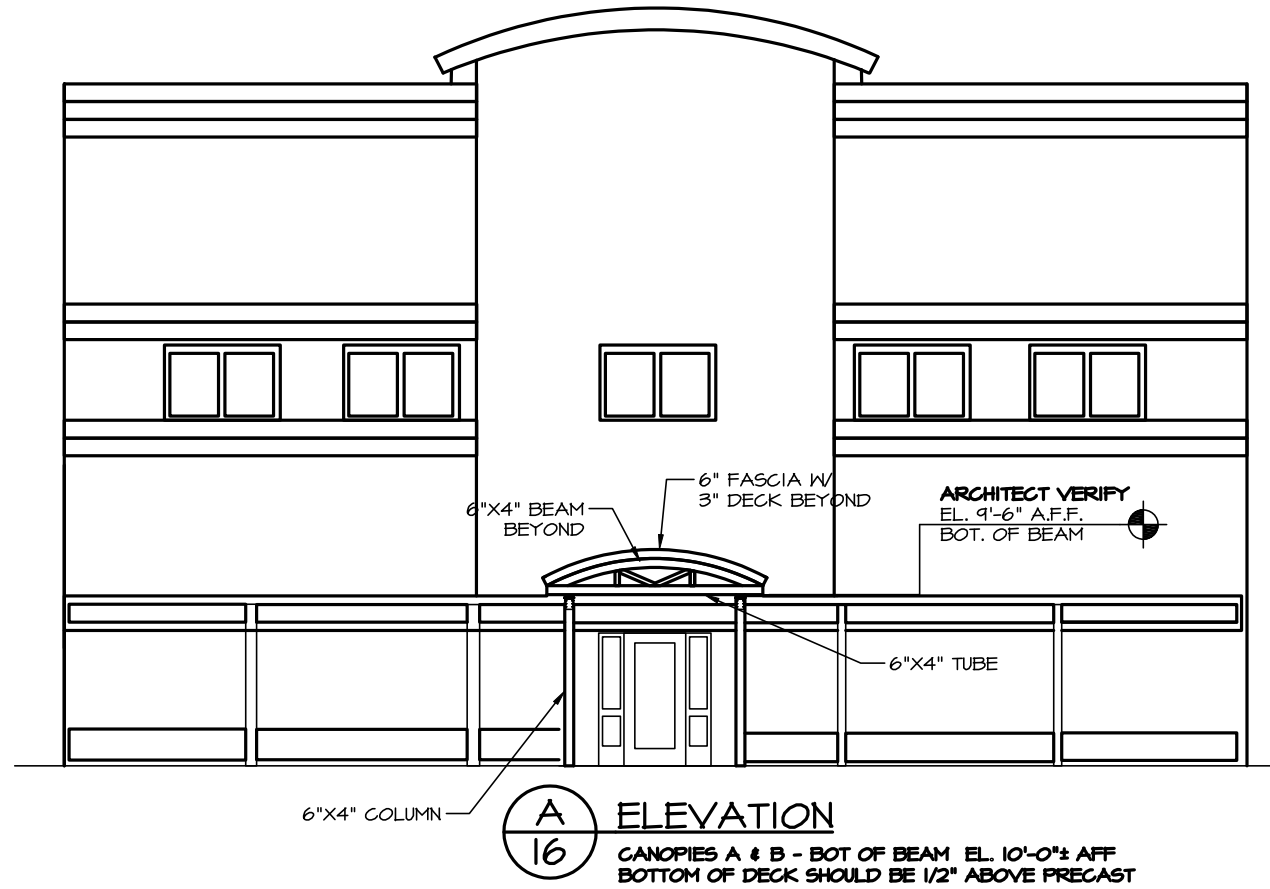 6" FASCIA W/
3" DECK BEYOND
6"X4" BEAM
BEYOND
ARCHITECT VERIFY
EL. 9'-6" A.F.F.
BOT. OF BEAM
6"X4" TUBE
6"X4" COLUMN
A
16
ELEVATION
CANOPIES A & B - BOT OF BEAM EL. 10'-0"± AFF
BOTTOM OF DECK SHOULD BE 1/2" ABOVE PRECAST